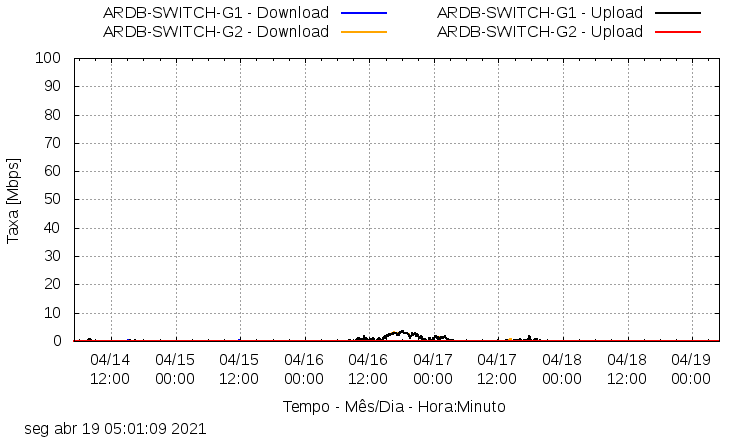 ARDB-SWITCH-G1 - Download ARDB-SWITCH-G1 - Upload
ARDB-SWITCH-G2 - Download ARDB-SWITCH-G2 - Upload
100
90
80
70
60
50
40
30
20
10
0
Taxa [Mbps]
04/14 04/15 04/15 04/16 04/16 04/17 04/17 04/18 04/18 04/19
12:00 00:00 12:00 00:00 12:00 00:00 12:00 00:00 12:00 00:00
Tempo - Mês/Dia - Hora:Minuto
seg abr 19 05:01:09 2021